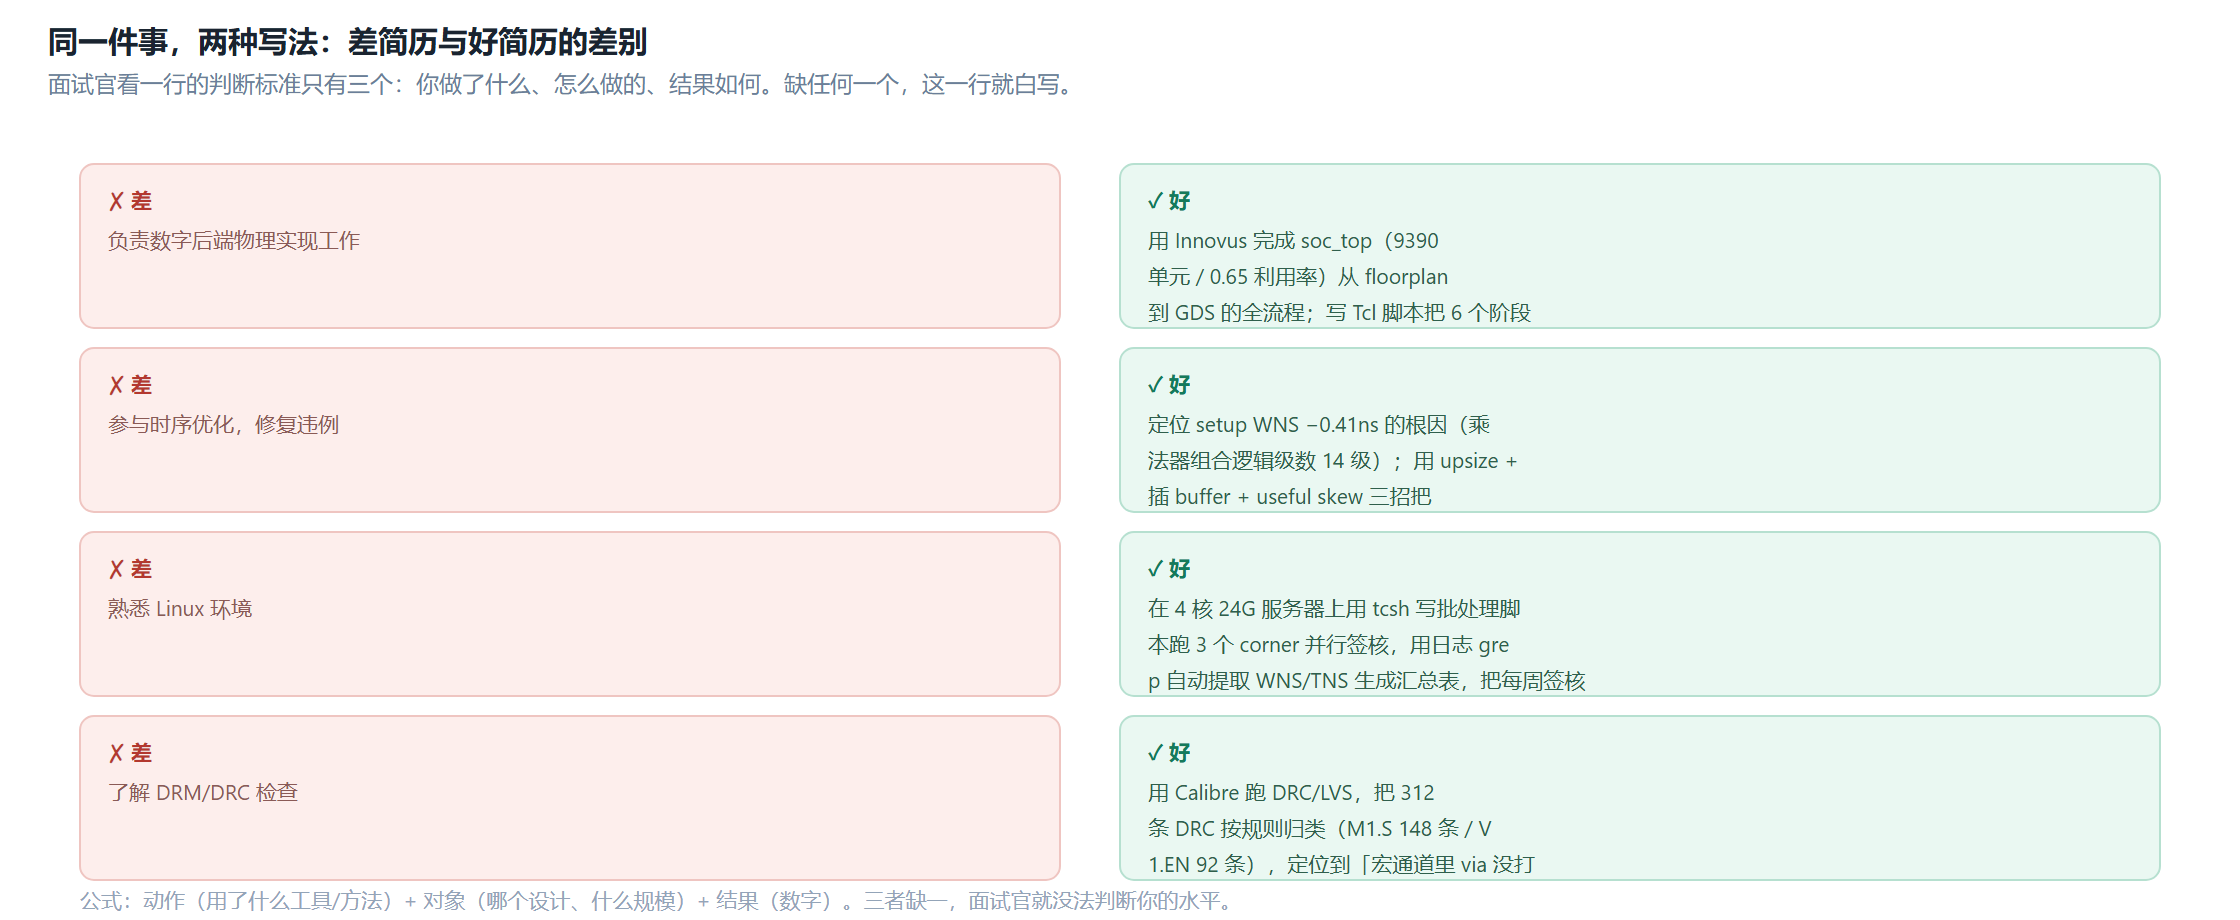 同一件事，两种写法：差简历与好简历的差别
面试官看一行的判断标准只有三个：你做了什么、怎么做的、结果如何。缺任何一个，这一行就白写。
✗ 差
负责数字后端物理实现工作
✓ 好
用 Innovus 完成 soc_top（9390
单元 / 0.65 利用率）从 floorplan
到 GDS 的全流程；写 Tcl 脚本把 6 个阶段
✗ 差
参与时序优化，修复违例
✓ 好
定位 setup WNS −0.41ns 的根因（乘
法器组合逻辑级数 14 级）；用 upsize +
插 buffer + useful skew 三招把
✗ 差
熟悉 Linux 环境
✓ 好
在 4 核 24G 服务器上用 tcsh 写批处理脚
本跑 3 个 corner 并行签核，用日志 gre
p 自动提取 WNS/TNS 生成汇总表，把每周签核
✗ 差
了解 DRM/DRC 检查
✓ 好
用 Calibre 跑 DRC/LVS，把 312
条 DRC 按规则归类（M1.S 148 条 / V
1.EN 92 条），定位到「宏通道里 via 没打
公式：动作（用了什么工具/方法）+ 对象（哪个设计、什么规模）+ 结果（数字）。三者缺一，面试官就没法判断你的水平。